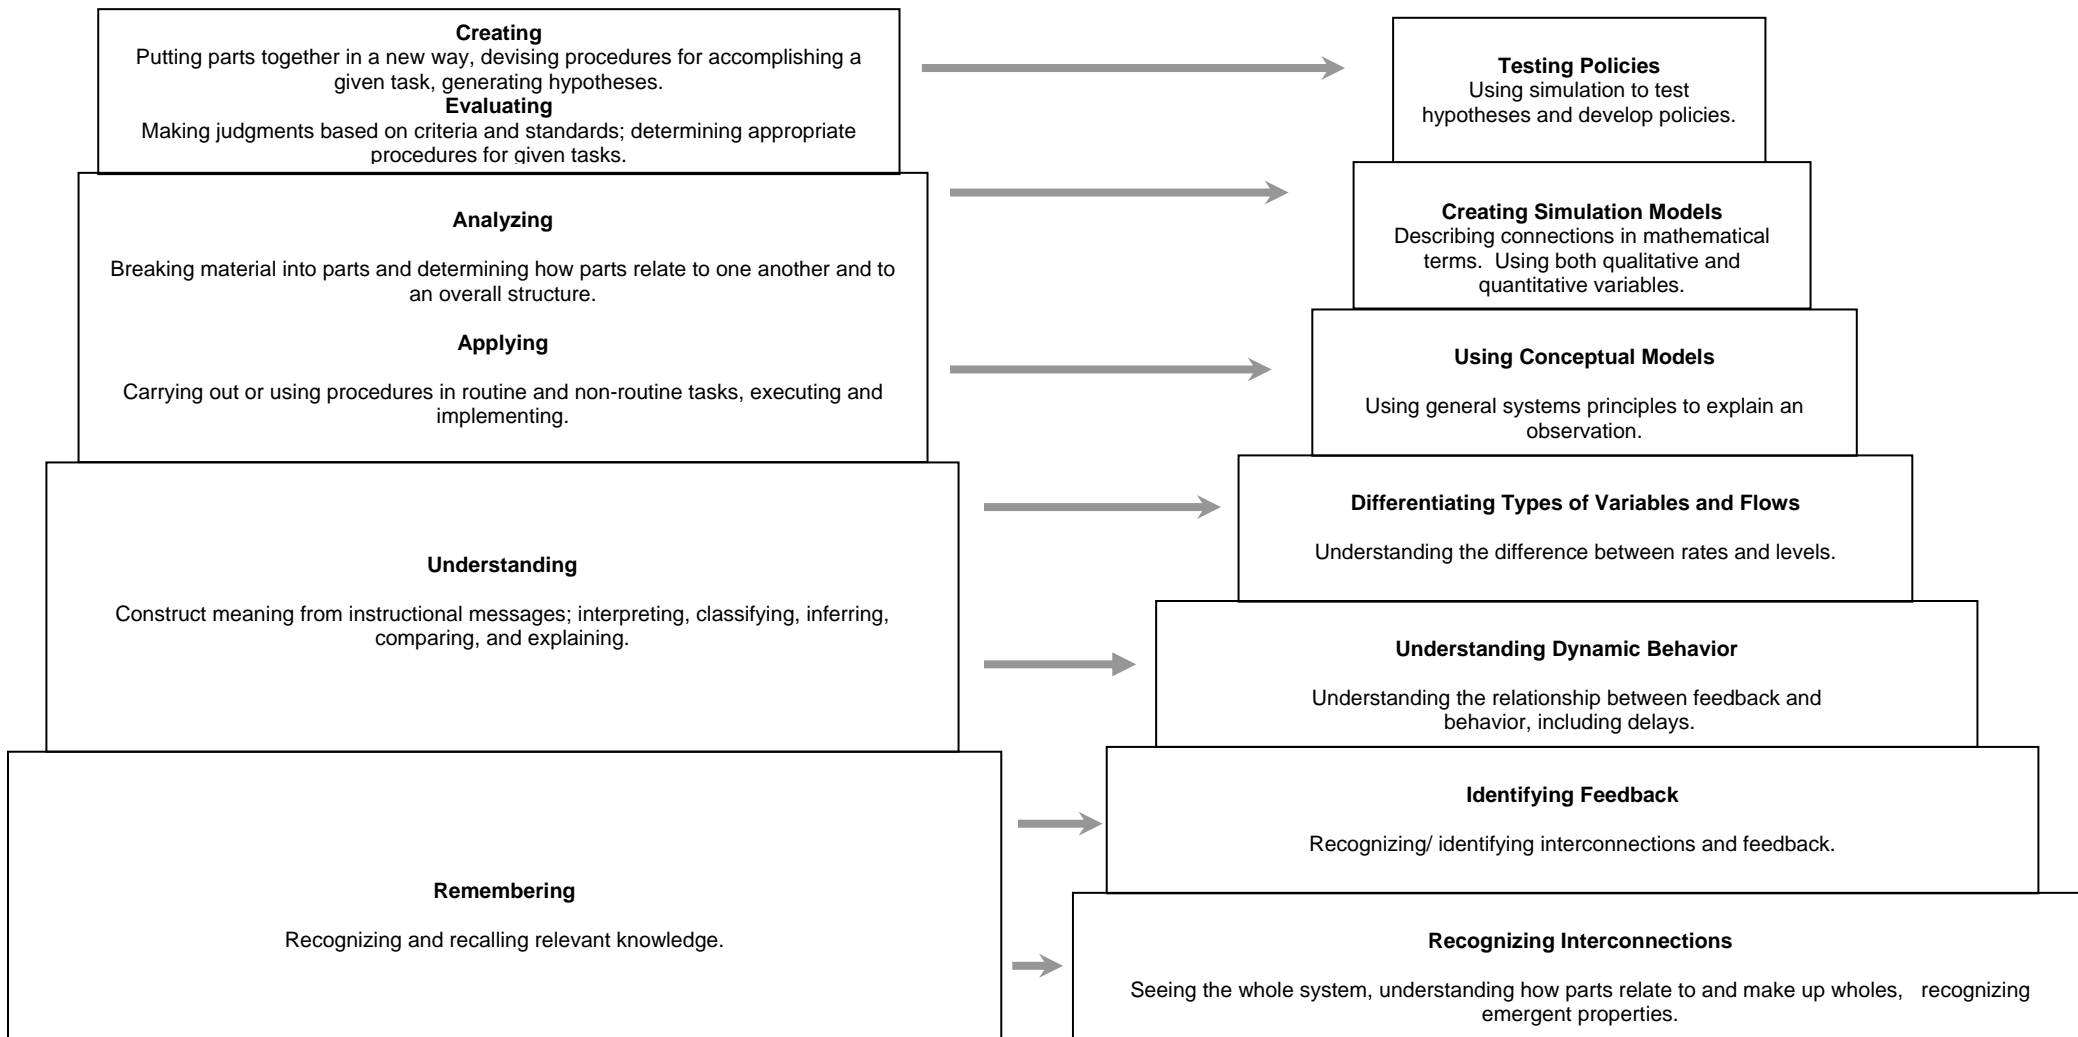 Creating
Putting parts together in a new way, devising procedures for accomplishing a
given task, generating hypotheses.
Evaluating
Making judgments based on criteria and standards; determining appropriate
procedures for given tasks.
Analyzing
Breaking material into parts and determining how parts relate to one another and to
an overall structure.
Applying
Carrying out or using procedures in routine and non-routine tasks, executing and
implementing.
Understanding
Construct meaning from instructional messages; interpreting, classifying, inferring,
comparing, and explaining.
Remembering
Recognizing and recalling relevant knowledge.
Testing Policies
Using simulation to test
hypotheses and develop policies.
Creating Simulation Models
Describing connections in mathematical
terms.  Using both qualitative and
quantitative variables.
Using Conceptual Models
Using general systems principles to explain an
observation.
Differentiating Types of Variables and Flows
Understanding the difference between rates and levels.
Understanding Dynamic Behavior
Understanding the relationship between feedback and
behavior, including delays.
Identifying Feedback
Recognizing/ identifying interconnections and feedback.
Recognizing Interconnections
Seeing the whole system, understanding how parts relate to and make up wholes,   recognizing
emergent properties.